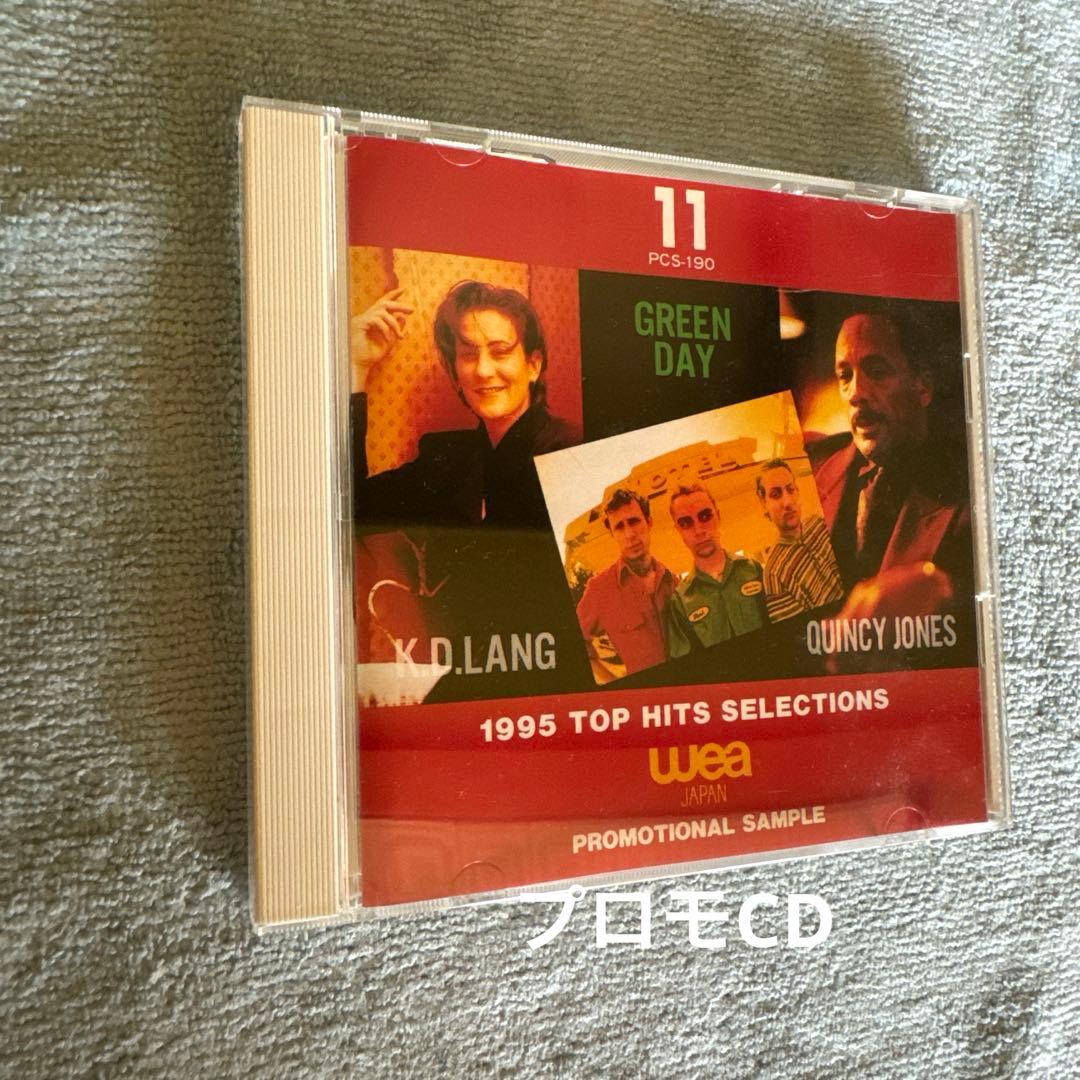 11
PCS-190
GREEN
DAY
K.D.LANG
QUINCY JONES
1995 TOP HITS SELECTIONS
wea
JAPAN
PROMOTIONAL SAMPLE
プロモCD